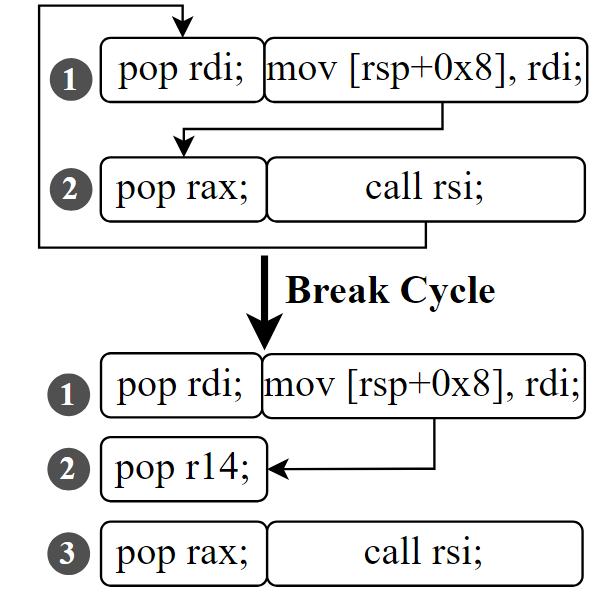 1 pop rdi; mov [rsp+0x8], rdi;
2 pop rax; call rsi;
Break Cycle
1 pop rdi; mov [rsp+0x8], rdi;
2 pop r14;
3 pop rax; call rsi;